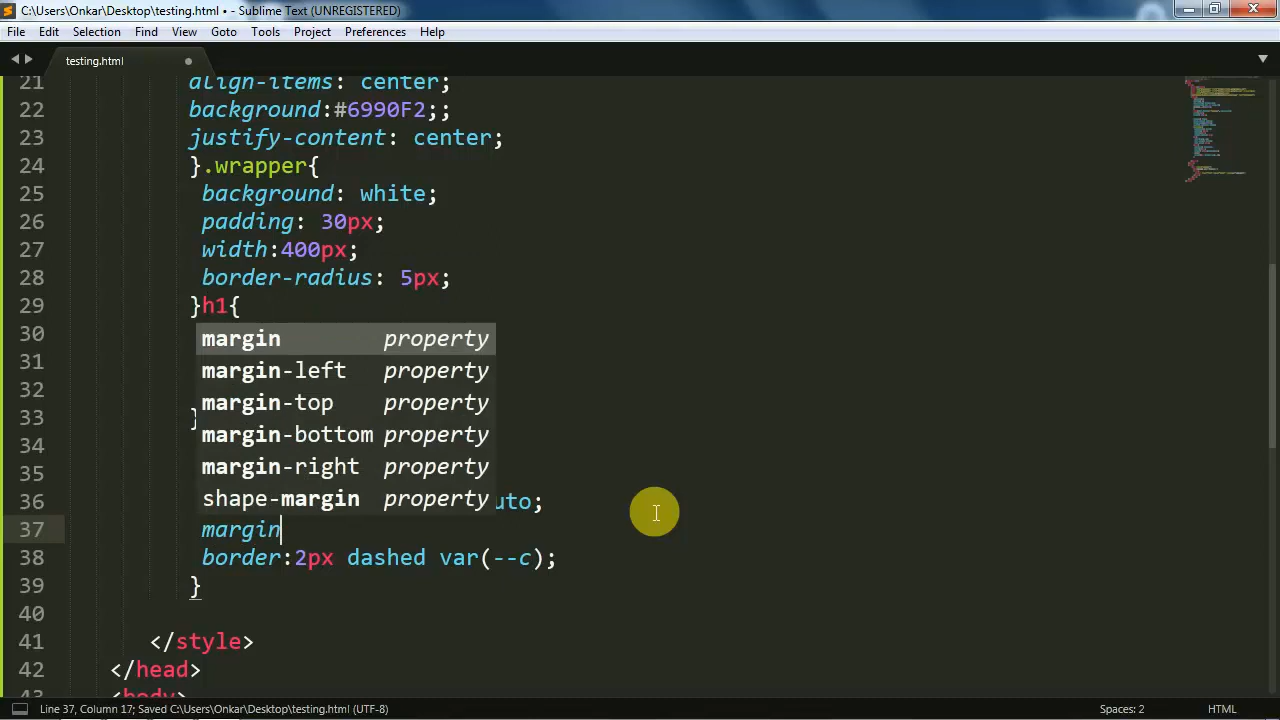 C:\Users\Onkar\Desktop\testing.html • - Sublime Text (UNREGISTERED)
File Edit Selection Find View Goto Tools Project Preferences Help
testing.html
21 align-items: center;
22 background:#6990F2;;
23 justify-content: center;
24 }.wrapper{
25 background: white;
26 padding: 30px;
27 width:400px;
28 border-radius: 5px;
29 }h1{
30 margin property
31 margin-left property
32 margin-top property
33 } margin-bottom property
34
35 margin-right property
36 shape-margin property uto;
37 margin
38 border:2px dashed var(--c);
39 }
40
41 </style>
42 </head>
43 <body>
Line 37, Column 17; Saved C:\Users\Onkar\Desktop\testing.html (UTF-8) Spaces: 2 HTML